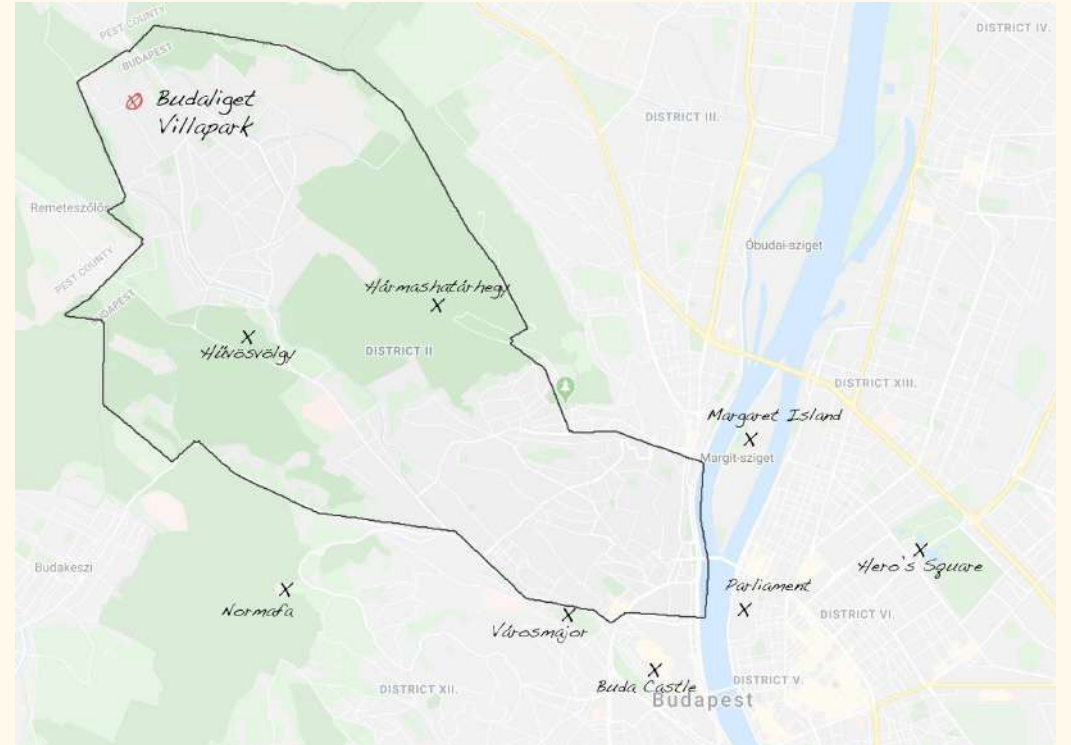 PEST COUNTY
BUDAPEST
DISTRICT IV.
Budaliget
Villapark
DISTRICT III.
Remeteszőlős
PEST COUNTY
BUDAPEST
Óbudai-sziget
Hármashatárhegy
X
X
Hűvösvölgy
DISTRICT II
DISTRICT XIII.
Margaret Island
X
Margit-sziget
Budakeszi
X
Hero's Square
X
Normafa
Parliament
X
DISTRICT VI.
X
Városmajor
X
Buda Castle
DISTRICT V.
DISTRICT XII.
Budapest